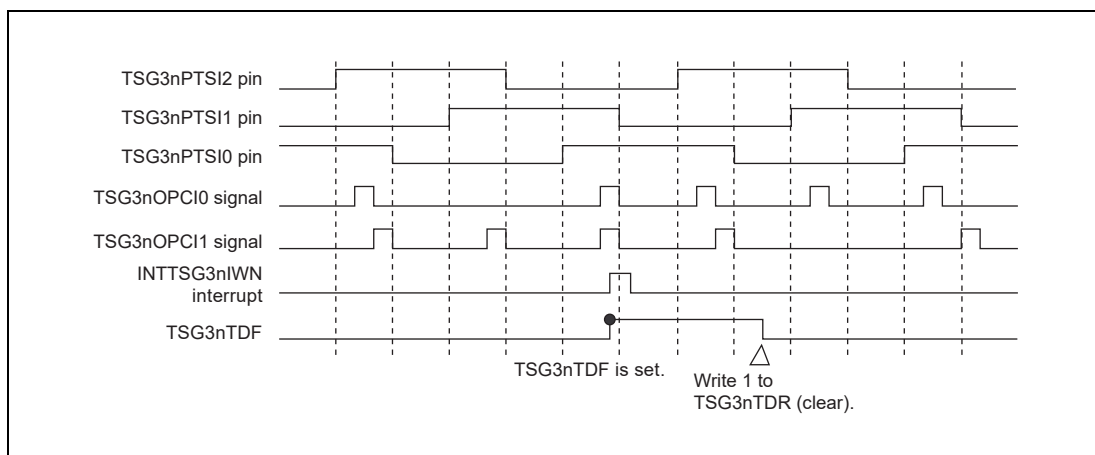 TSG3nPTSI2 pin
TSG3nPTSI1 pin
TSG3nPTSI0 pin
TSG3nOPCI0 signal
TSG3nOPCI1 signal
INTTSG3nIWN
interrupt
TSG3nTDF
TSG3nTDF is set.
Write 1 to
TSG3nTDR (clear).